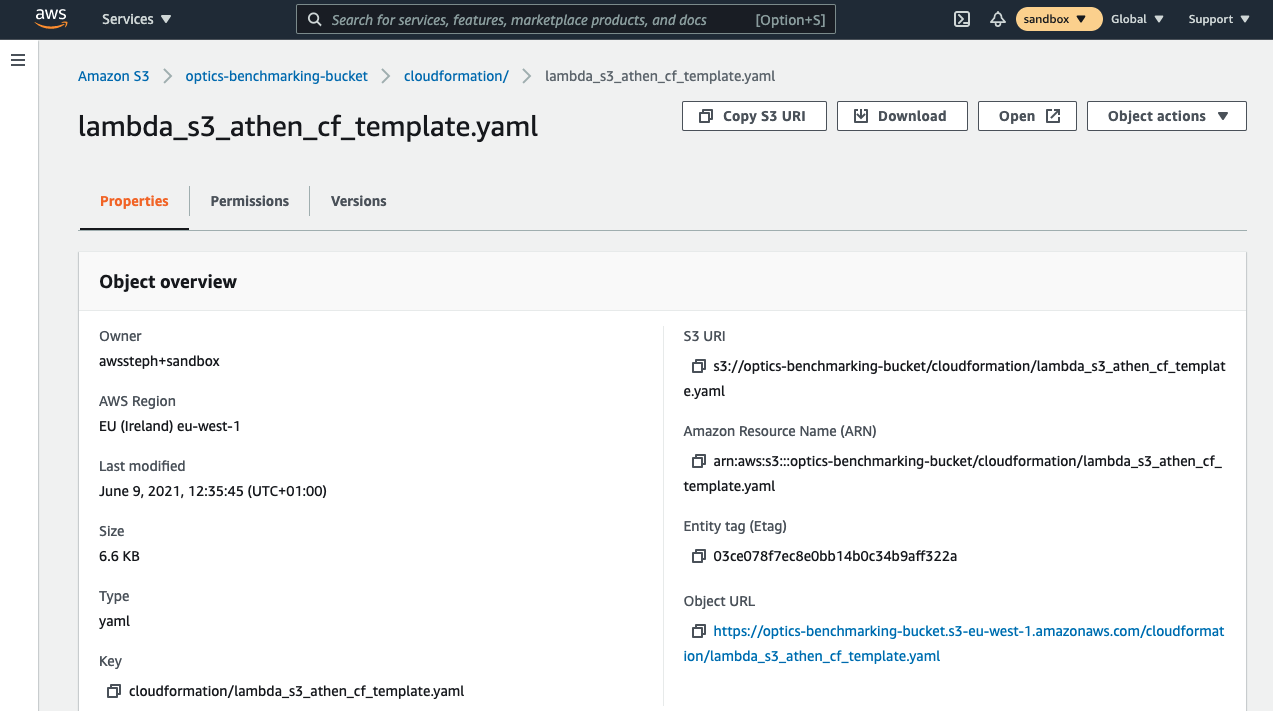 aws
Services
Search for services, features, marketplace products, and docs [Option+S]
sandbox
Global
Support
Amazon S3 optics-benchmarking-bucket cloudformation/ lambda_s3_athen_cf_template.yaml
lambda_s3_athen_cf_template.yaml
Copy S3 URI
Download
Open
Object actions
Properties
Permissions
Versions
Object overview
Owner
awssteph+sandbox
AWS Region
EU (Ireland) eu-west-1
Last modified
June 9, 2021, 12:35:45 (UTC+01:00)
Size
6.6 KB
Type
yaml
Key
cloudformation/lambda_s3_athen_cf_template.yaml
S3 URI
s3://optics-benchmarking-bucket/cloudformation/lambda_s3_athen_cf_templat
e.yaml
Amazon Resource Name (ARN)
arn:aws:s3:::optics-benchmarking-bucket/cloudformation/lambda_s3_athen_cf_
template.yaml
Entity tag (Etag)
03ce078f7ec8e0bb14b0c34b9aff322a
Object URL
https://optics-benchmarking-bucket.s3-eu-west-1.amazonaws.com/cloudformat
ion/lambda_s3_athen_cf_template.yaml